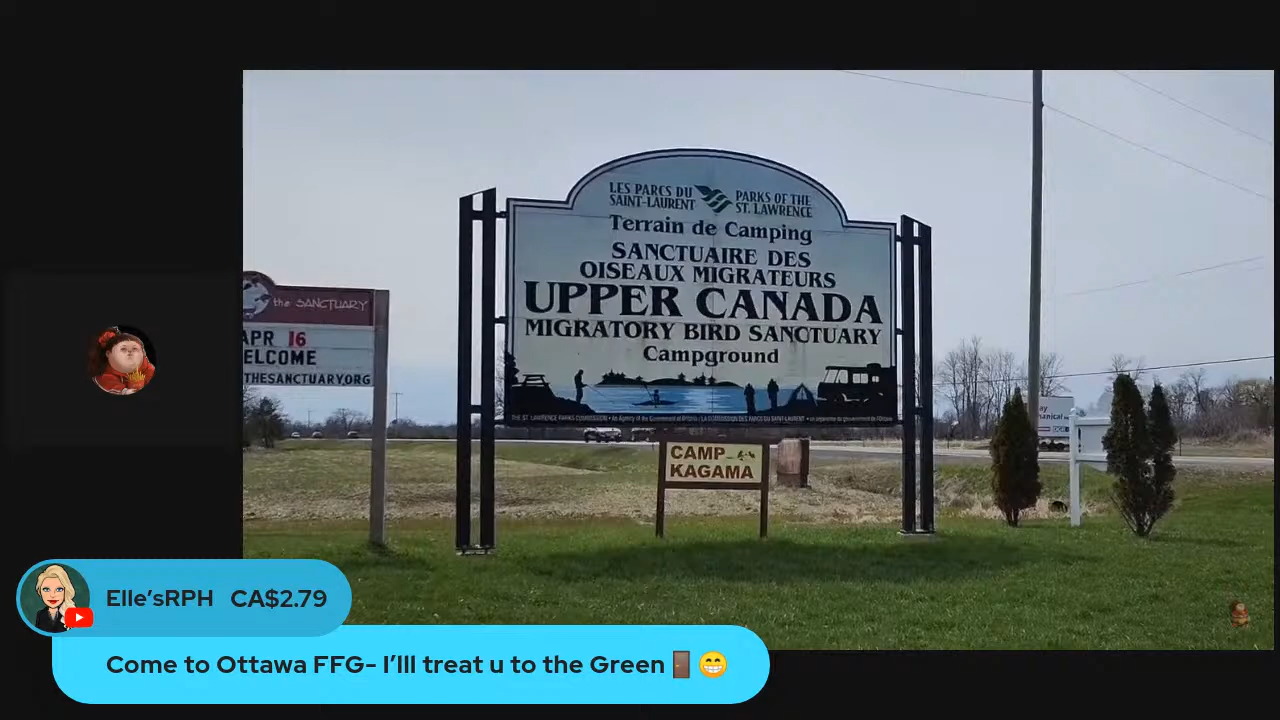 LES PARCS DU
SAINT-LAURENT
PARKS OF THE
ST. LAWRENCE
Terrain de Camping
SANCTUAIRE DES
OISEAUX MIGRATEURS
UPPER CANADA
MIGRATORY BIRD SANCTUARY
Campground
the SANCTUARY
APR 16
ELCOME
THESANCTUARY.ORG
CAMP
KAGAMA
Elle'sRPH CA$2.79
Come to Ottawa FFG- I'lll treat u to the Green 🚪 😁